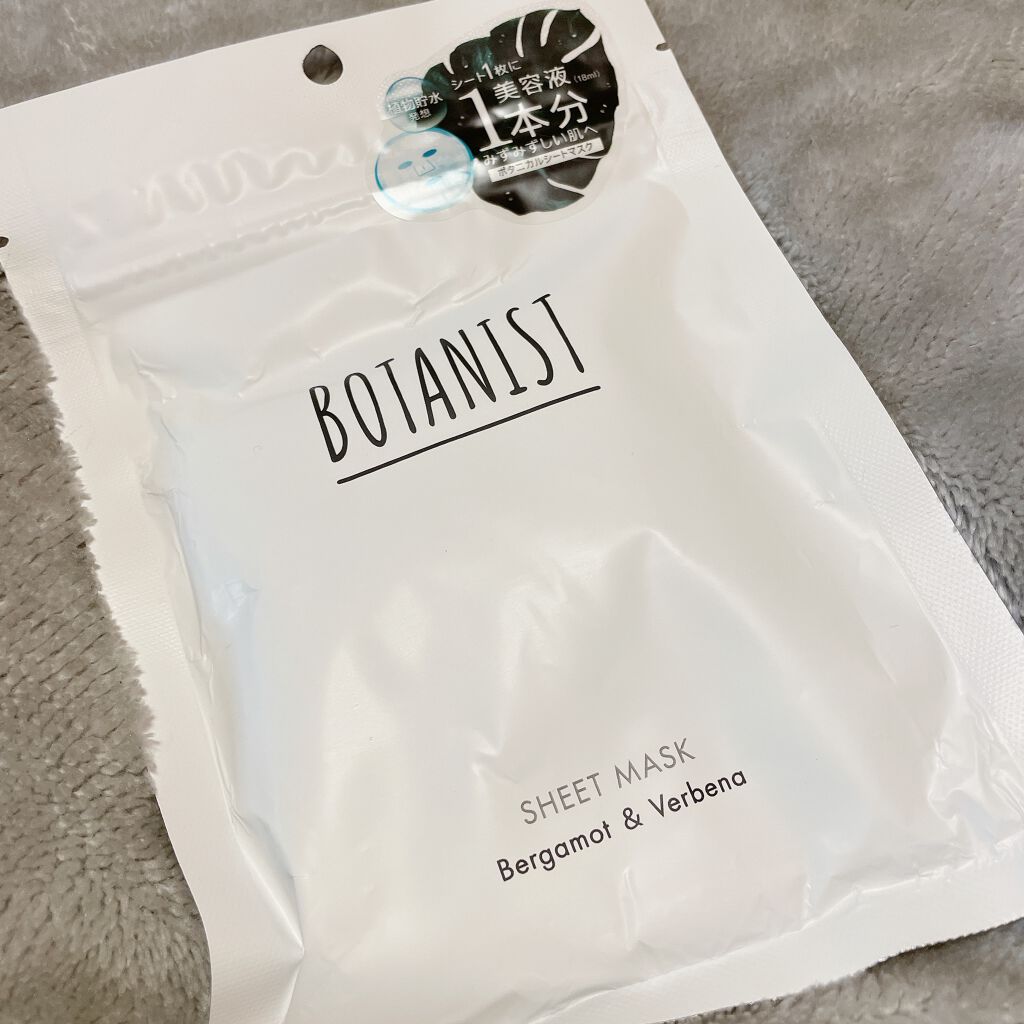 植物貯水
発想
シート1枚に
美容液(18ml)
1本分
みずみずしい肌へ
ボタニカルシートマスク
BOTANIST
SHEET MASK
Bergamot & Verbena